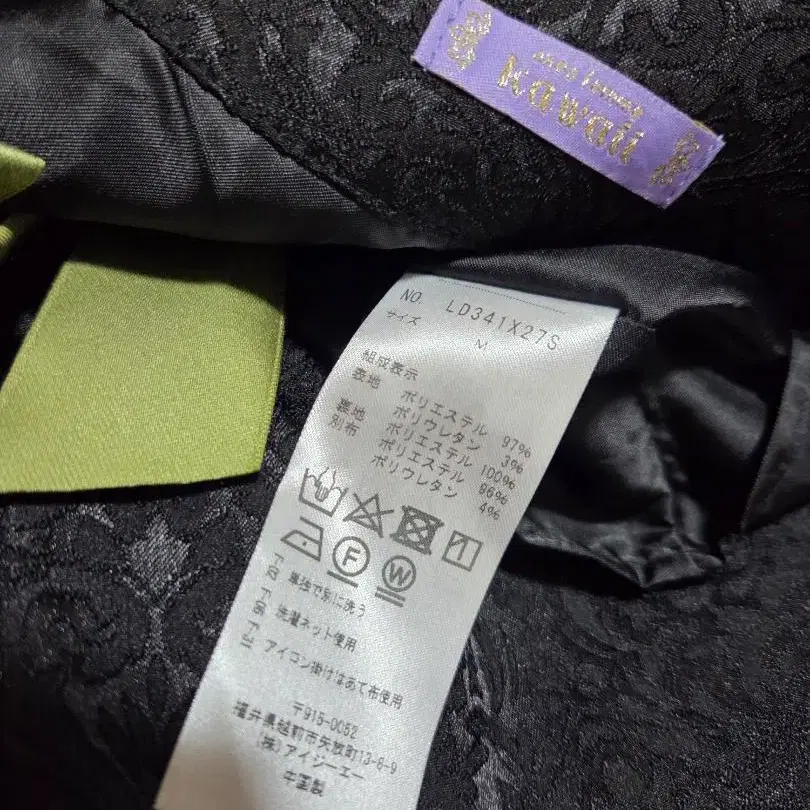 axes femme
kawaii
NO. LD341X27S
サイズ M
組成表示
表地 ポリエステル 97%
ポリウレタン 3%
裏地 ポリエステル 100%
別布 ポリエステル 96%
ポリウレタン 4%
F W
F-02 単独で別に洗う
F-06 洗濯ネット使用
F-31 アイロン掛けはあて布使用
〒915-0052
福井県越前市矢放町13-8-9
(株)アイジーエー
中国製